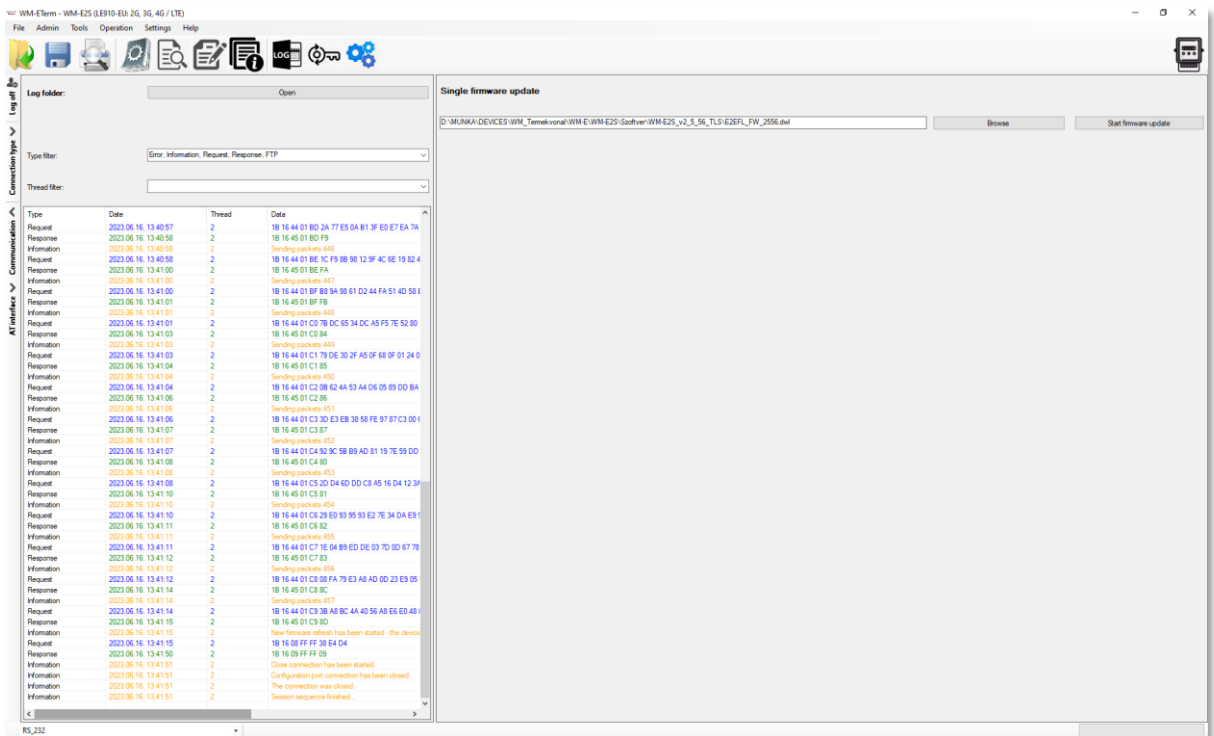 WM-ETerm - WM-E2S (LE910-EU: 2G, 3G, 4G / LTE)
File Admin Tools Operation Settings Help
LOG
Log off
Connection type
Communication
AT interface
Log folder:
Open
Type filter:
Error, Information, Request, Response, FTP
Thread filter:
Type Date Thread Data
Request 2023.06.16. 13:40:57 2 1B 16 44 01 BD 2A 77 E5 0A B1 3F E0 E7 EA 7A
Response 2023.06.16. 13:40:58 2 1B 16 45 01 BD F9
Information 2023.06.16. 13:40:58 2 Sending packets:446
Request 2023.06.16. 13:40:58 2 1B 16 44 01 BE 1C F9 8B 98 12 9F 4C 6E 19 82 4
Response 2023.06.16. 13:41:00 2 1B 16 45 01 BE FA
Information 2023.06.16. 13:41:00 2 Sending packets:447
Request 2023.06.16. 13:41:00 2 1B 16 44 01 BF B8 9A 98 61 D2 44 FA 51 4D 58
Response 2023.06.16. 13:41:01 2 1B 16 45 01 BF FB
Information 2023.06.16. 13:41:01 2 Sending packets:448
Request 2023.06.16. 13:41:01 2 1B 16 44 01 C0 7B DC 65 34 DC A5 F5 7E 52 80
Response 2023.06.16. 13:41:03 2 1B 16 45 01 C0 84
Information 2023.06.16. 13:41:03 2 Sending packets:449
Request 2023.06.16. 13:41:03 2 1B 16 44 01 C1 79 DE 30 2F A5 0F 68 0F 01 24 0
Response 2023.06.16. 13:41:04 2 1B 16 45 01 C1 85
Information 2023.06.16. 13:41:04 2 Sending packets:450
Request 2023.06.16. 13:41:04 2 1B 16 44 01 C2 0B 62 4A 53 A4 D6 05 89 DD BA
Response 2023.06.16. 13:41:06 2 1B 16 45 01 C2 86
Information 2023.06.16. 13:41:06 2 Sending packets:451
Request 2023.06.16. 13:41:06 2 1B 16 44 01 C3 3D E3 EB 38 58 FE 97 87 C3 00
Response 2023.06.16. 13:41:07 2 1B 16 45 01 C3 87
Information 2023.06.16. 13:41:07 2 Sending packets:452
Request 2023.06.16. 13:41:07 2 1B 16 44 01 C4 92 9C 5B B9 AD 81 19 7E 59 DD
Response 2023.06.16. 13:41:08 2 1B 16 45 01 C4 80
Information 2023.06.16. 13:41:08 2 Sending packets:453
Request 2023.06.16. 13:41:08 2 1B 16 44 01 C5 2D D4 6D DD C8 A5 16 D4 12 3A
Response 2023.06.16. 13:41:10 2 1B 16 45 01 C5 81
Information 2023.06.16. 13:41:10 2 Sending packets:454
Request 2023.06.16. 13:41:10 2 1B 16 44 01 C6 29 E0 93 95 93 E2 7E 34 DA E9
Response 2023.06.16. 13:41:11 2 1B 16 45 01 C6 82
Information 2023.06.16. 13:41:11 2 Sending packets:455
Request 2023.06.16. 13:41:11 2 1B 16 44 01 C7 1E 04 B9 ED DE 03 7D 0D 67 78
Response 2023.06.16. 13:41:12 2 1B 16 45 01 C7 83
Information 2023.06.16. 13:41:12 2 Sending packets:456
Request 2023.06.16. 13:41:12 2 1B 16 44 01 C8 08 FA 79 E3 A8 AD 0D 23 E9 05
Response 2023.06.16. 13:41:14 2 1B 16 45 01 C8 8C
Information 2023.06.16. 13:41:14 2 Sending packets:457
Request 2023.06.16. 13:41:14 2 1B 16 44 01 C9 3B A8 BC 4A 40 56 A8 E6 E0 48
Response 2023.06.16. 13:41:15 2 1B 16 45 01 C9 8D
Information 2023.06.16. 13:41:15 2 New firmware refresh has been started - the device
Request 2023.06.16. 13:41:15 2 1B 16 08 FF FF 38 E4 D4
Response 2023.06.16. 13:41:50 2 1B 16 09 FF FF 09
Information 2023.06.16. 13:41:51 2 Close connection has been started.
Information 2023.06.16. 13:41:51 2 Configuration port connection has been closed.
Information 2023.06.16. 13:41:51 2 The connection was closed
Information 2023.06.16. 13:41:51 2 Session sequence finished...
RS_232
Single firmware update
D:\MUNKA\DEVICES\WM_Termekvonal\WM-E\WM-E2S\Szoftver\WM-E2S_v2_5_56_TLS\E2EFL_FW_2556.dwl
Browse
Start firmware update